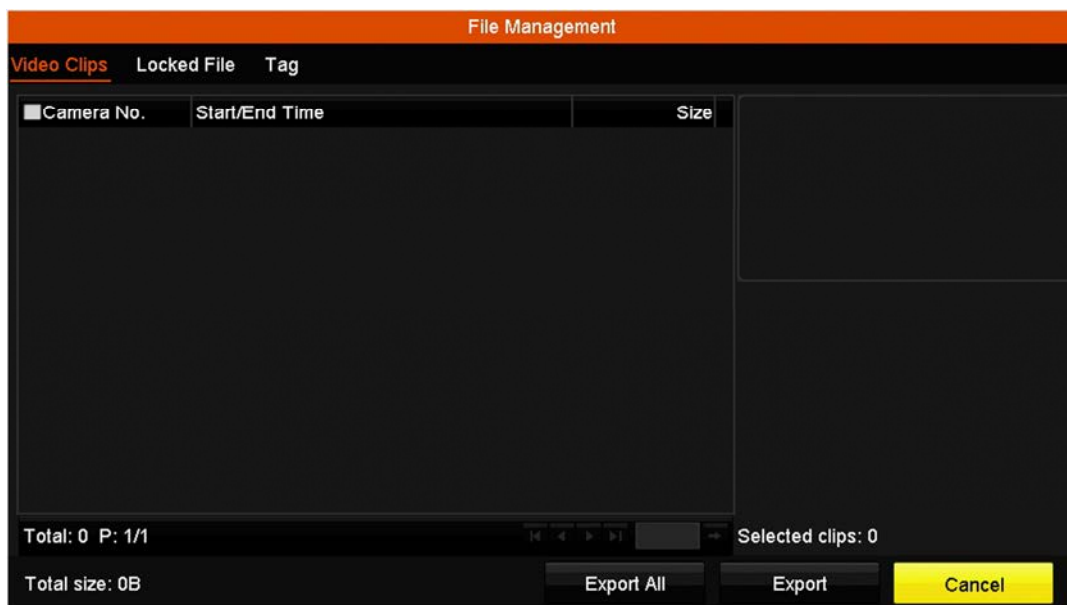 File Management
Video Clips Locked File Tag
Camera No. Start/End Time Size
Total: 0 P: 1/1
Selected clips: 0
Total size: 0B
Export All Export Cancel